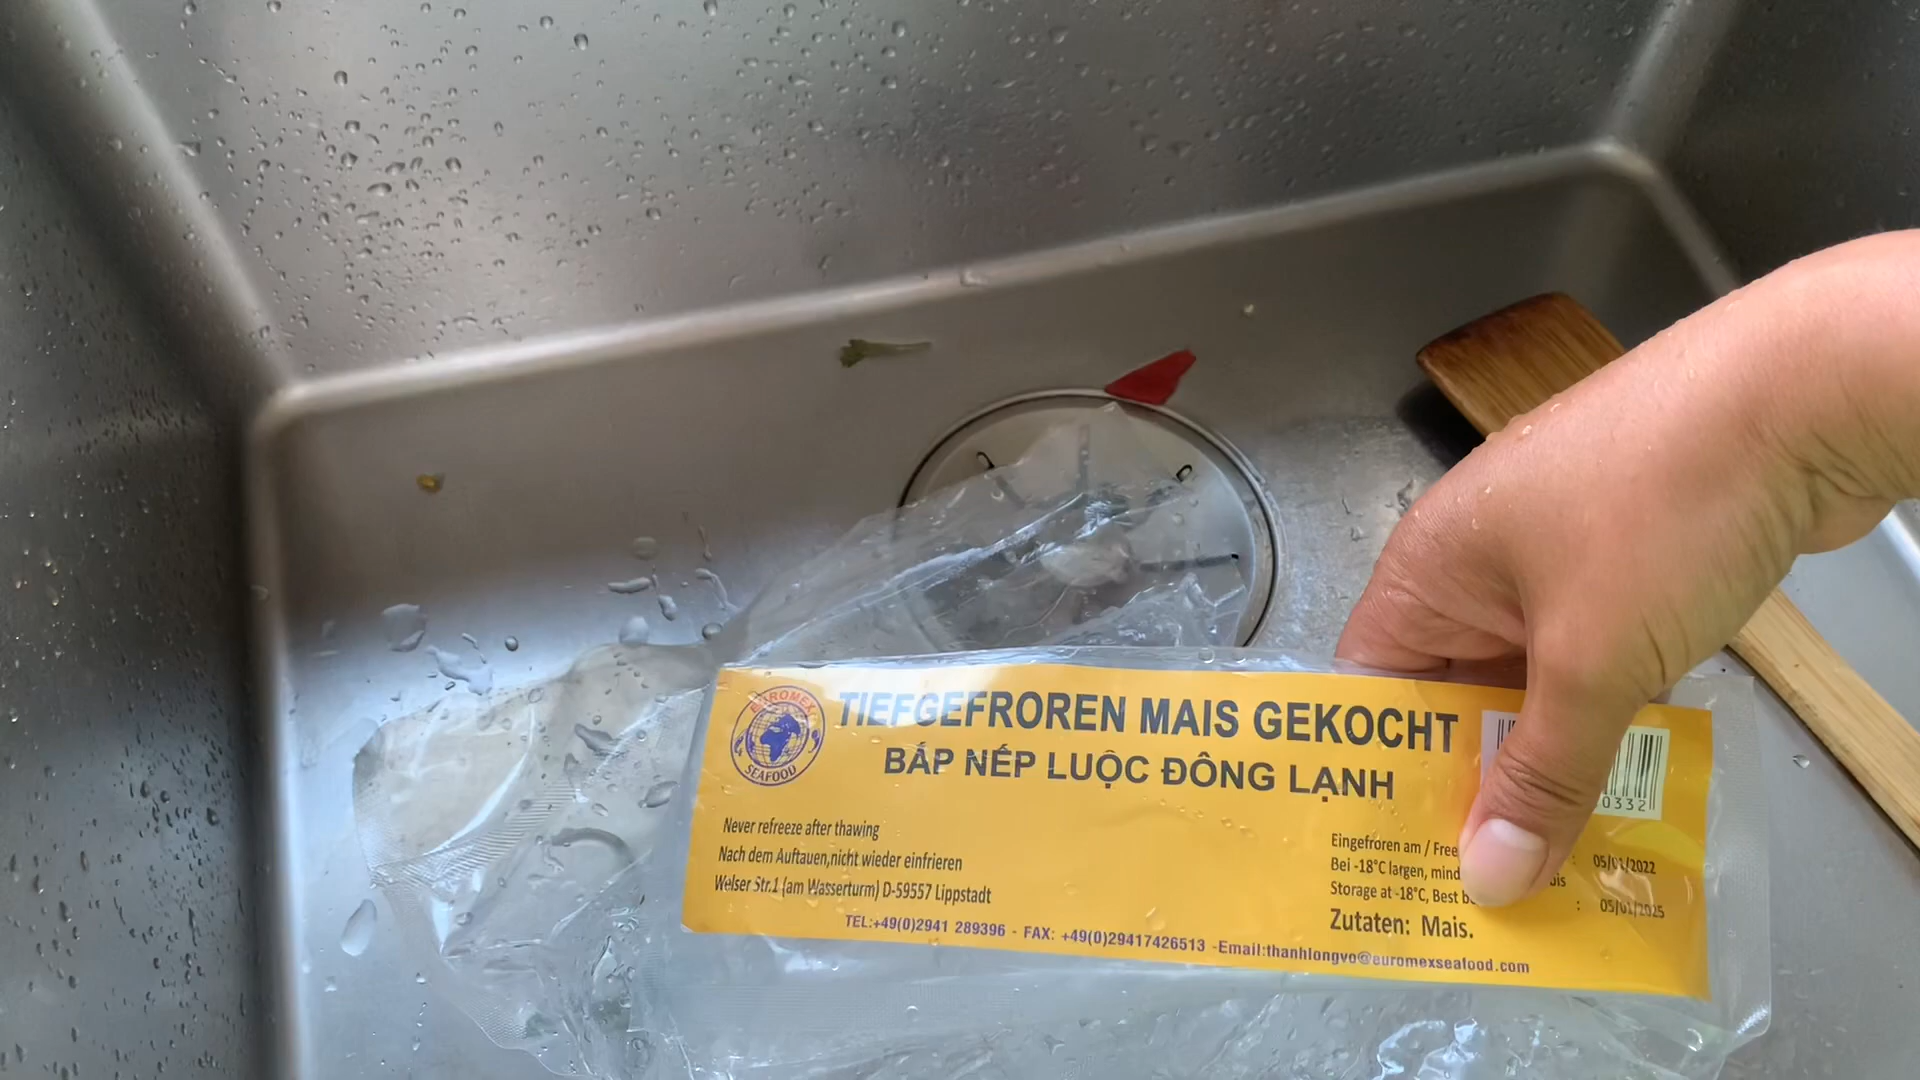 EUROMEX
SEAFOOD
TIEFGEFROREN MAIS GEKOCHT
BẮP NẾP LUỘC ĐÔNG LẠNH
Never refreeze after thawing
Nach dem Auftauen,nicht wieder einfrieren
Welser Str.1 (am Wasserturm) D-59557 Lippstadt
TEL:+49(0)2941 289396 - FAX: +49(0)29417426513 -Email:thanhlongvo@euromexseafood.com
0332
Eingefroren am / : 05/01/2022
Bei -18°C largen,
Storage at -18°C, Best : 05/01/2025
Zutaten: Mais.